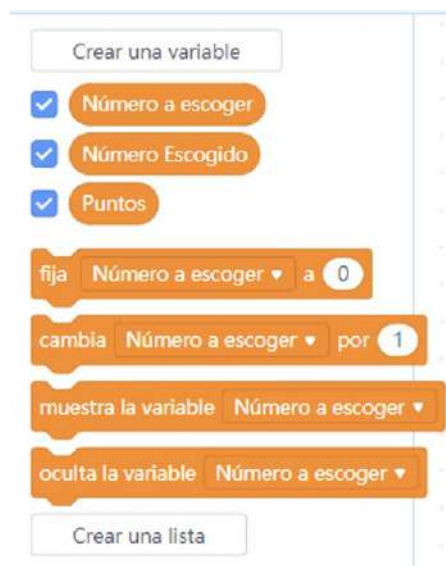 Crear una variable
Número a escoger
Número Escogido
Puntos
fija Número a escoger a 0
cambia Número a escoger por 1
muestra la variable Número a escoger
oculta la variable Número a escoger
Crear una lista